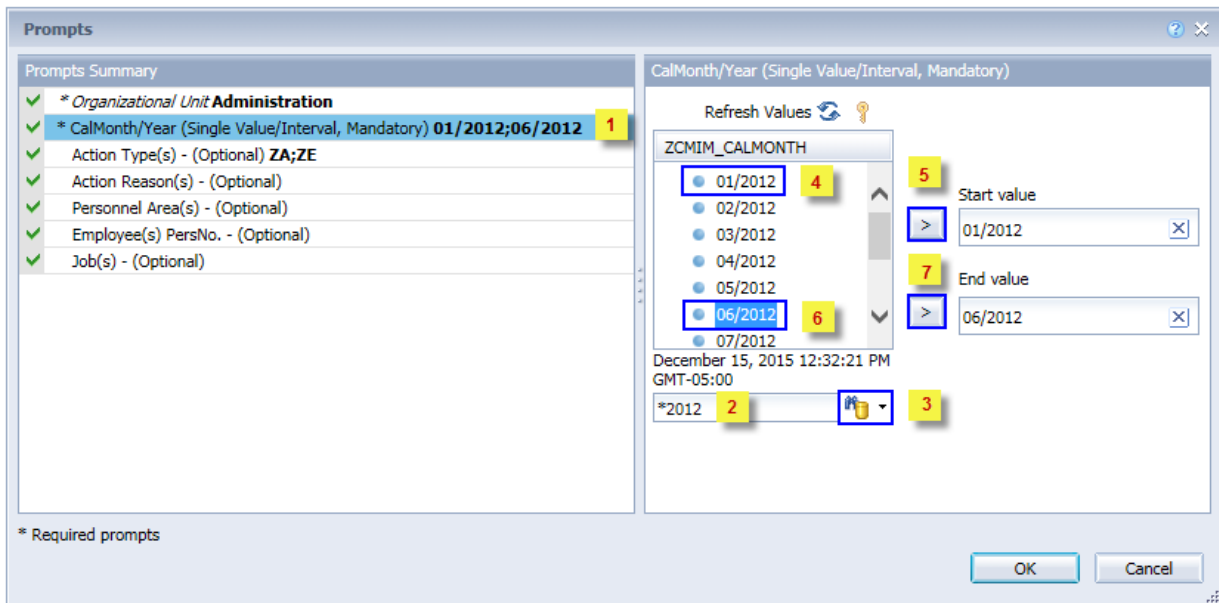 Prompts
Prompts Summary
* Organizational Unit Administration
* CalMonth/Year (Single Value/Interval, Mandatory) 01/2012;06/2012 1
Action Type(s) - (Optional) ZA;ZE
Action Reason(s) - (Optional)
Personnel Area(s) - (Optional)
Employee(s) PersNo. - (Optional)
Job(s) - (Optional)
* Required prompts
CalMonth/Year (Single Value/Interval, Mandatory)
Refresh Values
ZCMIM_CALMONTH
01/2012 4
02/2012
03/2012
04/2012
05/2012
06/2012 6
07/2012
December 15, 2015 12:32:21 PM
GMT-05:00
*2012 2
3
5
Start value
> 01/2012
7
End value
> 06/2012
OK
Cancel